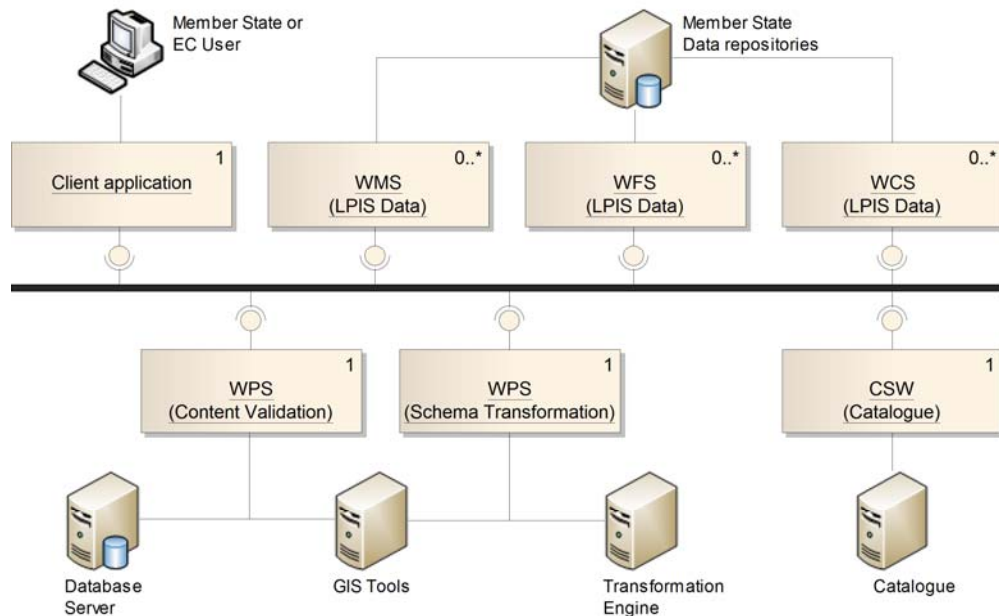 Member State or
EC User
Member State
Data repositories
1
Client application
0..*
WMS
(LPIS Data)
0..*
WFS
(LPIS Data)
0..*
WCS
(LPIS Data)
1
WPS
(Content Validation)
1
WPS
(Schema Transformation)
1
CSW
(Catalogue)
Database
Server
GIS Tools
Transformation
Engine
Catalogue